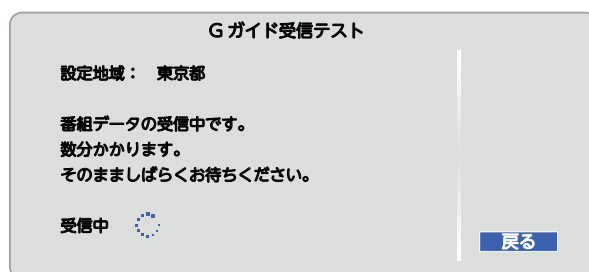 Gガイド受信テスト
設定地域： 東京都
番組データの受信中です。
数分かかります。
そのまましばらくお待ちください。
受信中
戻る